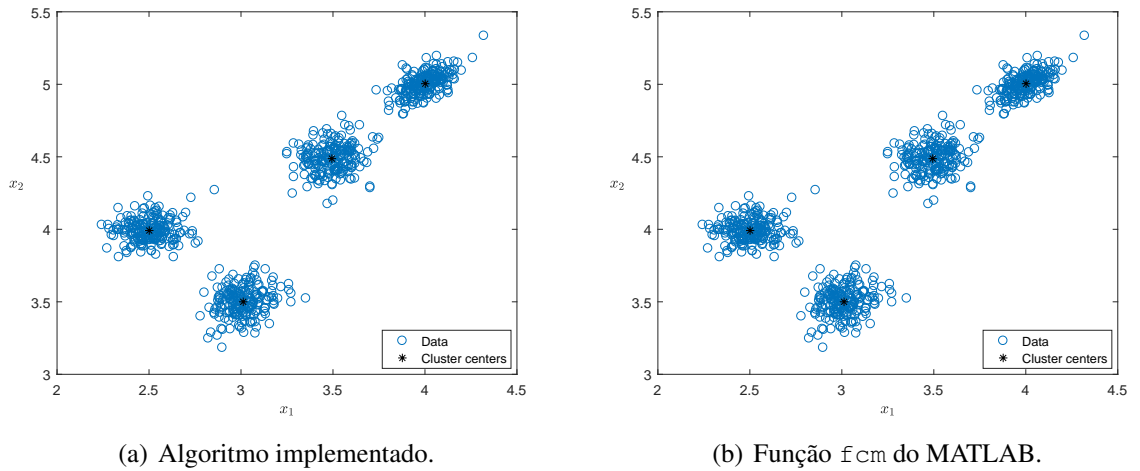 5.5
5
4.5
x₂
4
3.5
3
2 2.5 3 3.5 4 4.5
x₁
Data
Cluster centers
(a) Algoritmo implementado.
5.5
5
4.5
x₂
4
3.5
3
2 2.5 3 3.5 4 4.5
x₁
Data
Cluster centers
(b) Função fcm do MATLAB.